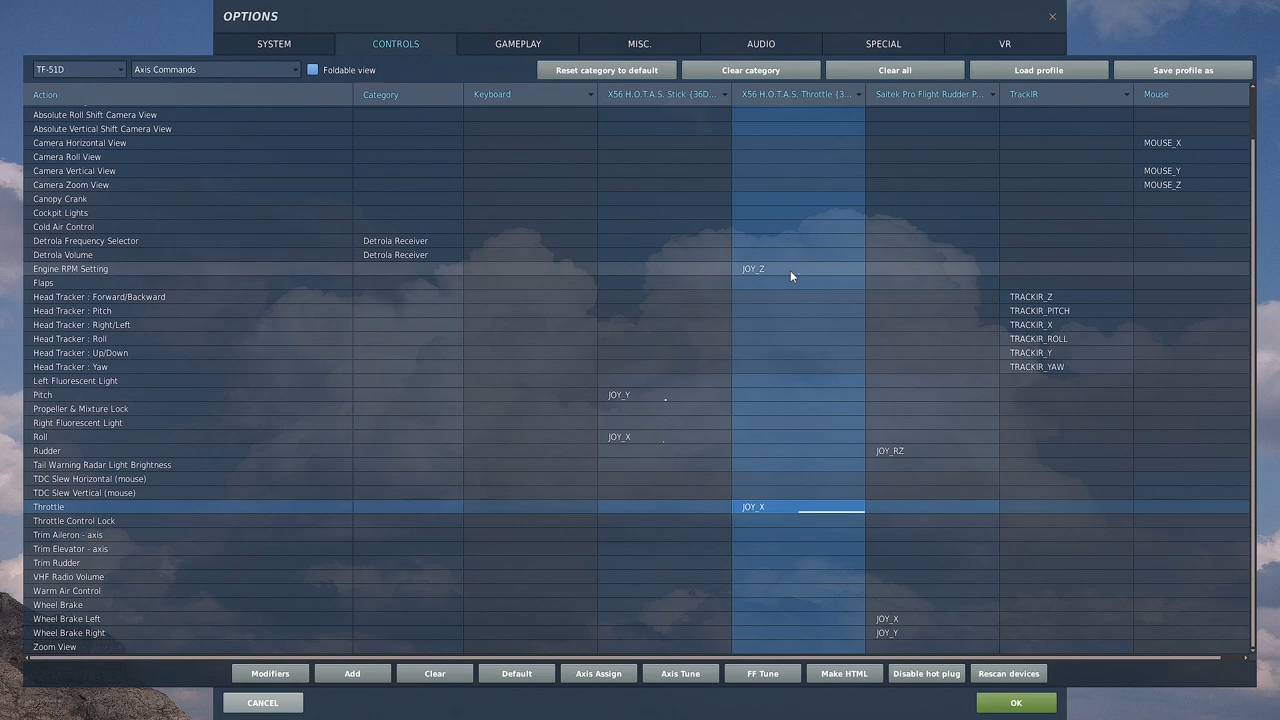 OPTIONS
SYSTEM CONTROLS GAMEPLAY MISC. AUDIO SPECIAL VR
TF-51D Axis Commands Foldable view Reset category to default Clear category Clear all Load profile Save profile as
Action Category Keyboard X56 H.O.T.A.S. Stick {36D... X56 H.O.T.A.S. Throttle {3... Saitek Pro Flight Rudder P... TrackIR Mouse
Absolute Roll Shift Camera View
Absolute Vertical Shift Camera View
Camera Horizontal View MOUSE_X
Camera Roll View
Camera Vertical View MOUSE_Y
Camera Zoom View MOUSE_Z
Canopy Crank
Cockpit Lights
Cold Air Control
Detrola Frequency Selector Detrola Receiver
Detrola Volume Detrola Receiver
Engine RPM Setting JOY_Z
Flaps
Head Tracker : Forward/Backward TRACKIR_Z
Head Tracker : Pitch TRACKIR_PITCH
Head Tracker : Right/Left TRACKIR_X
Head Tracker : Roll TRACKIR_ROLL
Head Tracker : Up/Down TRACKIR_Y
Head Tracker : Yaw TRACKIR_YAW
Left Fluorescent Light
Pitch JOY_Y
Propeller & Mixture Lock
Right Fluorescent Light
Roll JOY_X
Rudder JOY_RZ
Tail Warning Radar Light Brightness
TDC Slew Horizontal (mouse)
TDC Slew Vertical (mouse)
Throttle JOY_X
Throttle Control Lock
Trim Aileron - axis
Trim Elevator - axis
Trim Rudder
VHF Radio Volume
Warm Air Control
Wheel Brake
Wheel Brake Left JOY_X
Wheel Brake Right JOY_Y
Zoom View
Modifiers Add Clear Default Axis Assign Axis Tune FF Tune Make HTML Disable hot plug Rescan devices
CANCEL OK